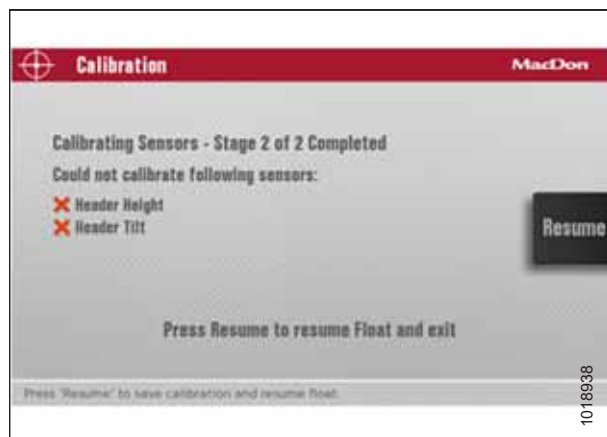 Calibration
MacDon
Calibrating Sensors - Stage 2 of 2 Completed
Could not calibrate following sensors:
Header Height
Header Tilt
Resume
Press Resume to resume Float and exit
Press "Resume" to save calibration and resume float.
1018938